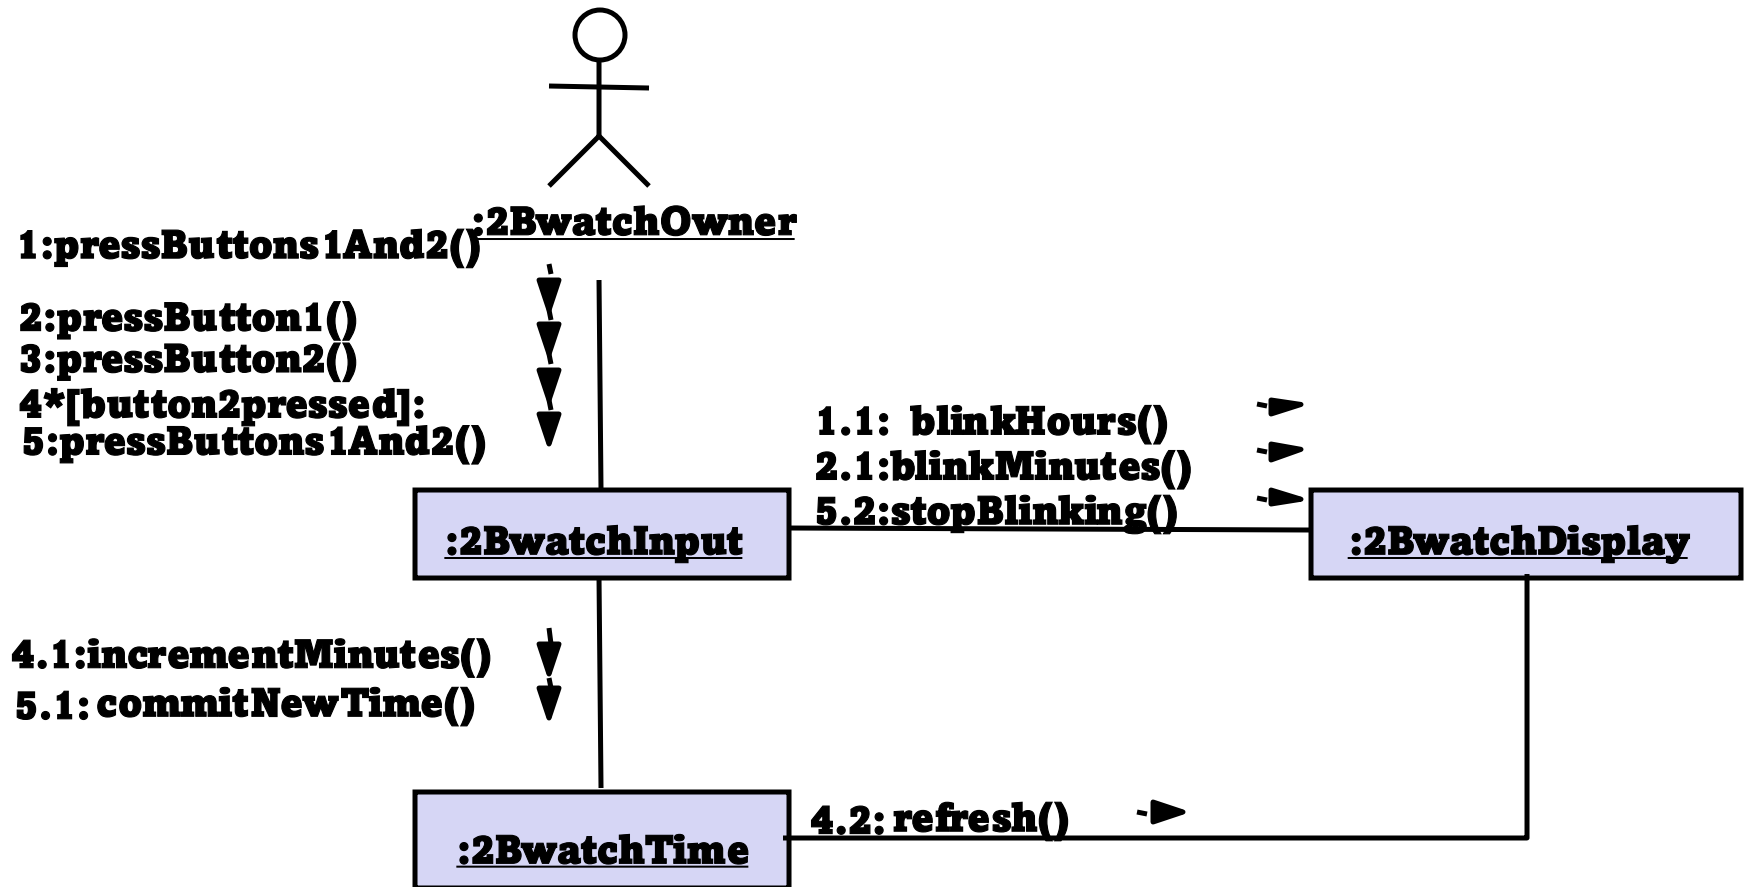 :2BwatchOwner
1:pressButtons1And2()
2:pressButton1()
3:pressButton2()
4*[button2pressed]:
5:pressButtons1And2()
1.1: blinkHours()
2.1:blinkMinutes()
5.2:stopBlinking()
:2BwatchInput
:2BwatchDisplay
4.1:incrementMinutes()
5.1: commitNewTime()
4.2: refresh()
:2BwatchTime